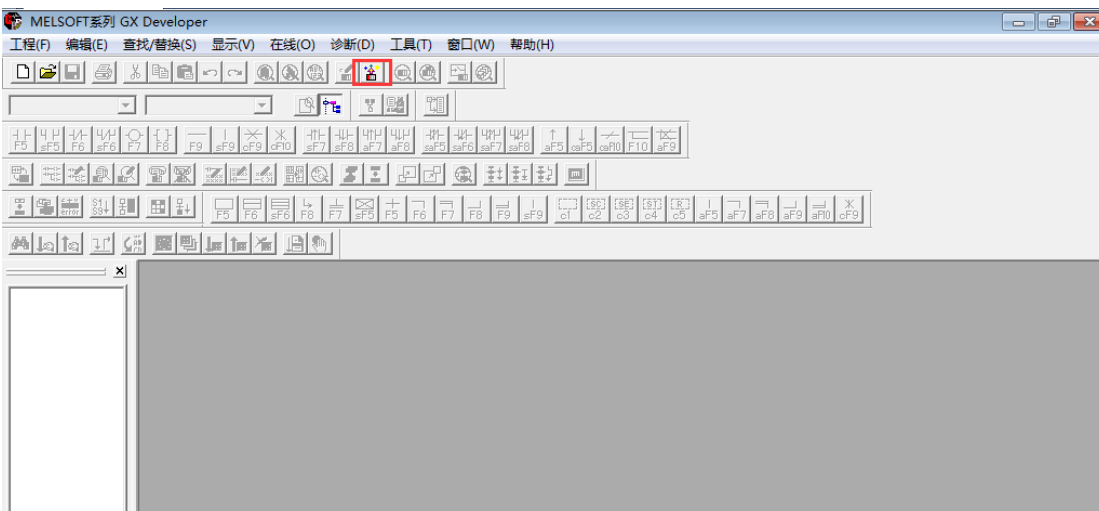 MELSOFT系列 GX Developer
工程(F) 编辑(E) 查找/替换(S) 显示(V) 在线(O) 诊断(D) 工具(T) 窗口(W) 帮助(H)
F5 sF5 F6 sF6 F7 F8 F9 sF9 cF9 cF10 sF7 sF8 aF7 aF8 saF5 saF6 saF7 saF8 aF5 caF5 caF10 F10 aF9
F5 F6 sF6 F8 F7 sF5 F5 F6 F7 F8 F9 sF9 c1 c2 c3 c4 c5 aF5 aF7 aF8 aF9 aF10 cF9